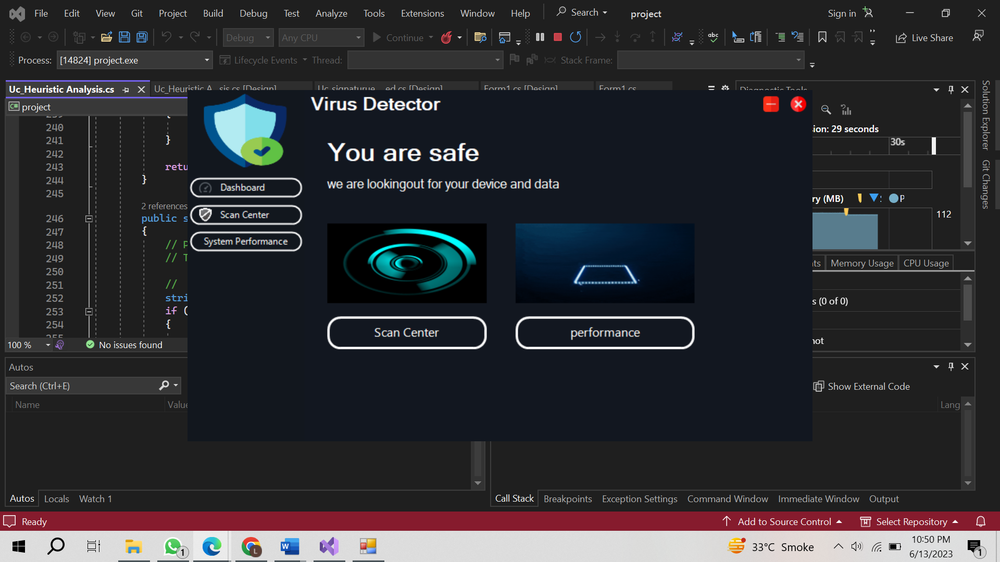 File Edit View Git Project Build Debug Test Analyze Tools Extensions Window Help Search project Sign in
Debug Any CPU Continue abc Live Share
Process: [14824] project.exe Lifecycle Events Thread: Stack Frame:
Uc_Heuristic Analysis.cs Uc_Heuristic A...sis.cs [Design] Uc_signaturue...ed.cs [Design] Form1.cs [Design] Form1.cs Diagnostic Tools
C# project
Virus Detector
240
241 }
242
243 retu
244 }
245
2 references
246 public s
247 {
248 // P
249 // T
250
251 //
252 stri
253 if (
254 {
255
100 % No issues found
You are safe
we are lookingout for your device and data
Dashboard
Scan Center
System Performance
Scan Center performance
sion: 29 seconds
30s
ry (MB) P
112
ts Memory Usage CPU Usage
s (0 of 0)
hot
Solution Explorer
Git Changes
Autos
Search (Ctrl+E)
Name Value
Show External Code
Lang
Autos Locals Watch 1
Call Stack Breakpoints Exception Settings Command Window Immediate Window Output
Ready Add to Source Control Select Repository
1 L W 33°C Smoke 10:50 PM
6/13/2023 1